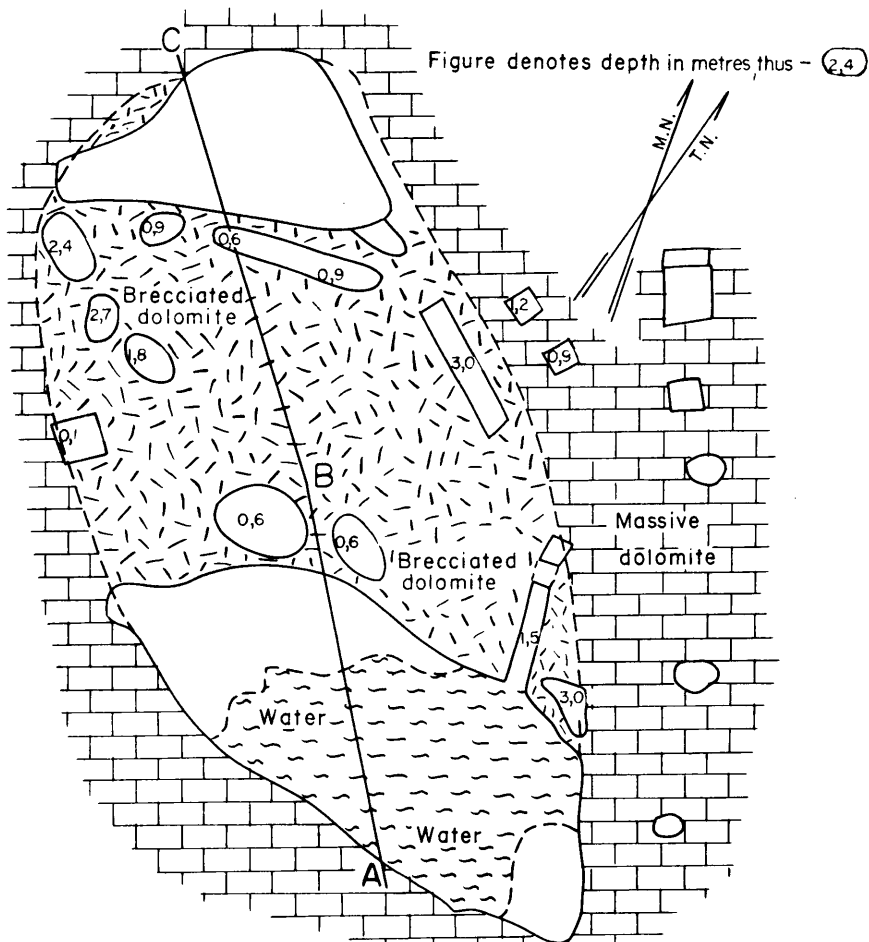 C
Figure denotes depth in metres, thus – 2,4
M.N.
T.N.
2,4
0,9
0,6
0,9
Brecciated
dolomite
2,7
1,8
3,0
,2
0,9
0,
B
0,6
0,6
Brecciated
dolomite
Massive
dolomite
1,5
3,0
Water
Water
A